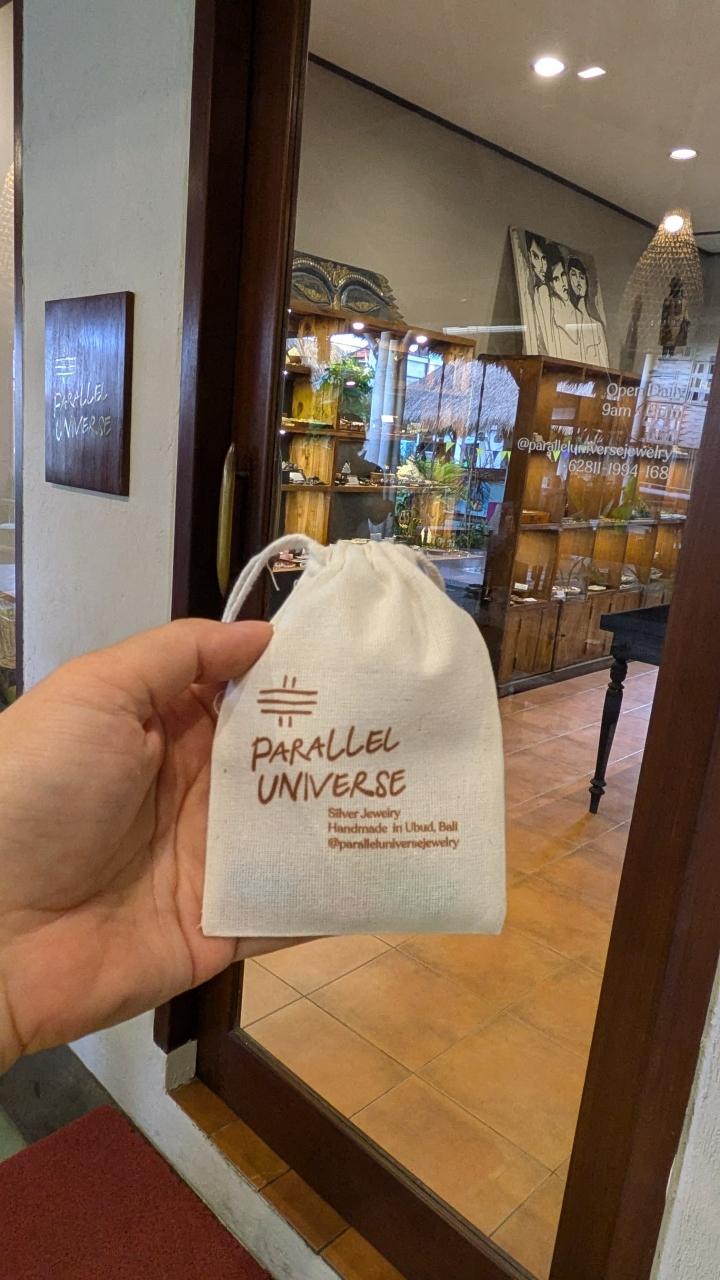 PARALLEL
UNIVERSE
Open Daily
9am
@paralleluniversejewelry
62811-1994-168
PARALLEL
UNIVERSE
Silver Jewelry
Handmade in Ubud, Bali
@paralleluniversejewelry